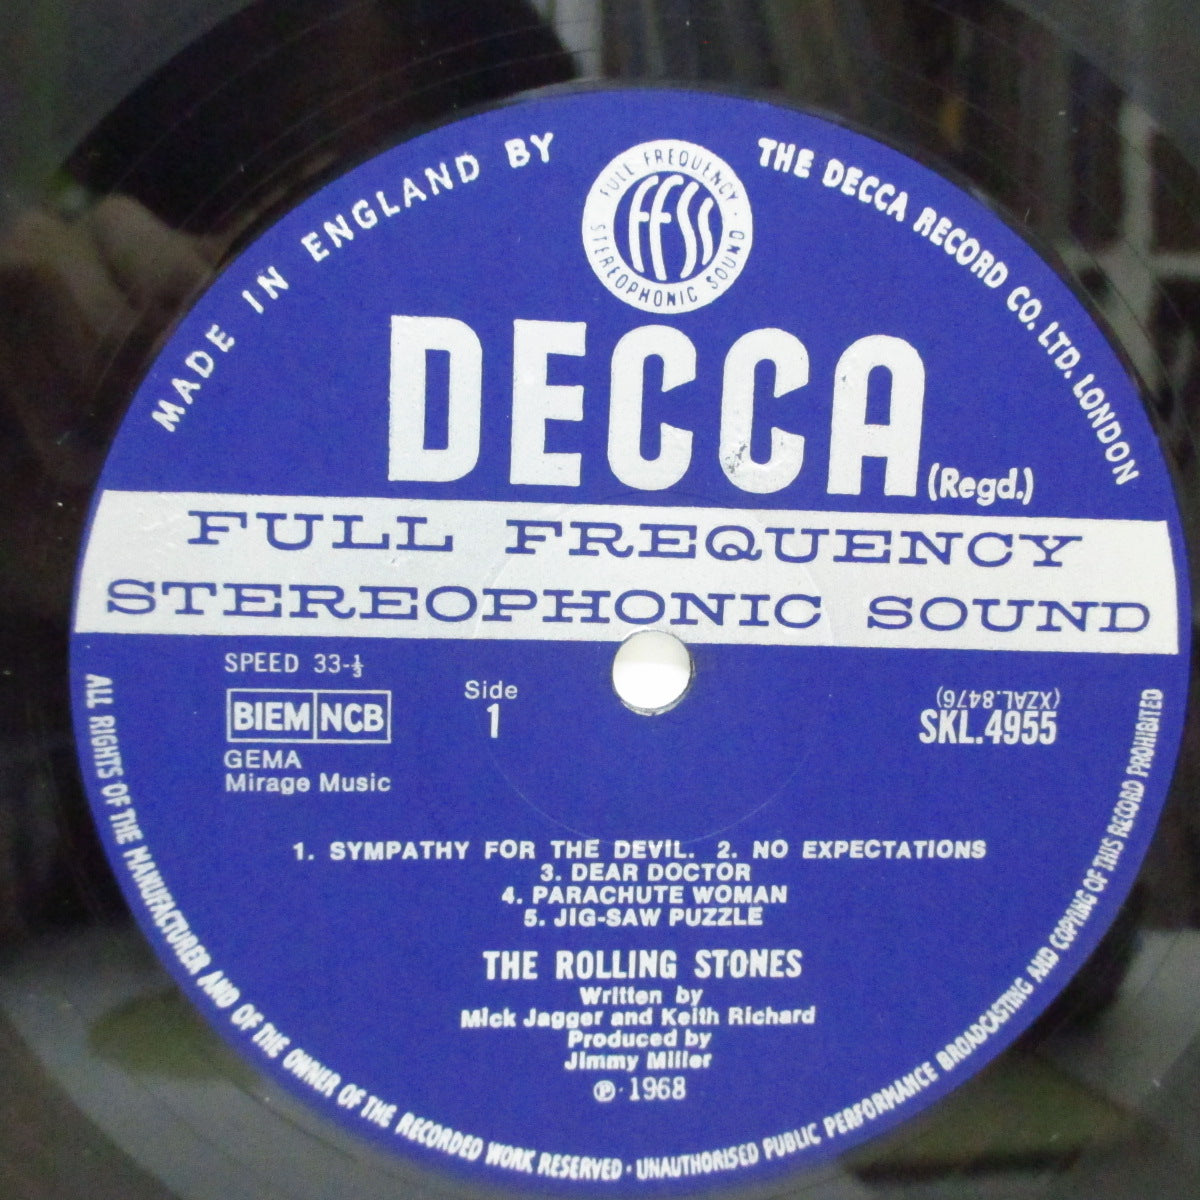 MADE IN ENGLAND BY
THE DECCA RECORD CO. LTD. LONDON
FULL FREQUENCY · STEREOPHONIC SOUND ·
FFSS
DECCA (Regd.)
FULL FREQUENCY
STEREOPHONIC SOUND
SPEED 33-⅓
BIEM NCB
GEMA
Mirage Music
Side
1
(XZAL.8476)
SKL.4955
1. SYMPATHY FOR THE DEVIL. 2. NO EXPECTATIONS
3. DEAR DOCTOR
4. PARACHUTE WOMAN
5. JIG-SAW PUZZLE
THE ROLLING STONES
Written by
Mick Jagger and Keith Richard
Produced by
Jimmy Miller
℗·1968
ALL RIGHTS OF THE MANUFACTURER AND OF THE OWNER OF THE RECORDED WORK RESERVED · UNAUTHORISED PUBLIC PERFORMANCE BROADCASTING AND COPYING OF THIS RECORD PROHIBITED